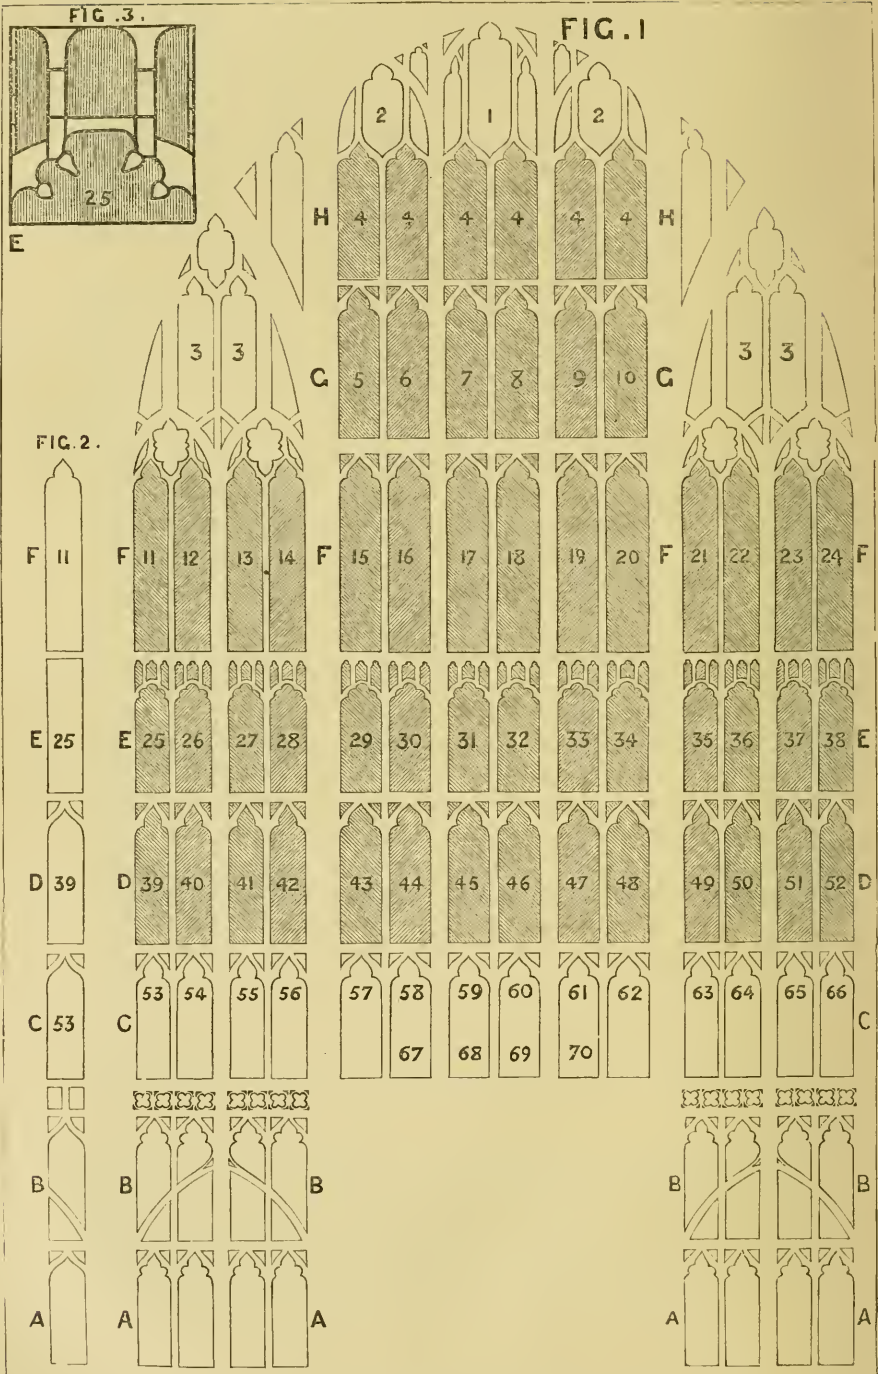 FIG .3.
FIG .1
25
E
2 1 2
H 4 4 4 4 4 4 H
3 3 3 3
G 5 6 7 8 9 10 G
FIG.2.
F 11 F 11 12 13 14 F 15 16 17 18 19 20 F 21 22 23 24 F
E 25 E 25 26 27 28 29 30 31 32 33 34 35 36 37 38 E
D 39 D 39 40 41 42 43 44 45 46 47 48 49 50 51 52 D
53 54 55 56 57 58 59 60 61 62 63 64 65 66
C 53 C C
67 68 69 70
B B B B B
A A A A A